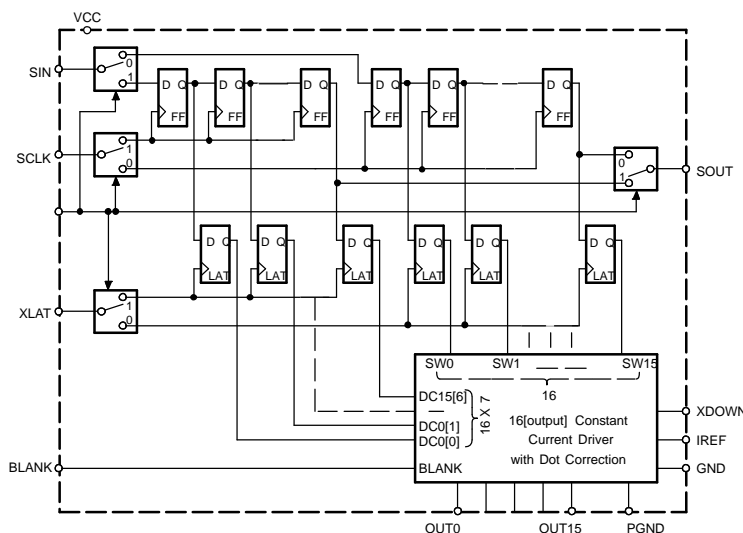 VCC
SIN
0
1
D Q
FF
D Q
FF
D Q
FF
D Q
FF
D Q
FF
D Q
FF
SCLK
1
0
0
1
SOUT
D Q
LAT
D Q
LAT
D Q
LAT
D Q
LAT
D Q
LAT
D Q
LAT
XLAT
1
0
SW0
SW1
SW15
16
DC15[6]
DC0[1]
DC0[0]
16 X 7
16[output] Constant
Current Driver
with Dot Correction
BLANK
BLANK
XDOWN
IREF
GND
OUT0
OUT15
PGND